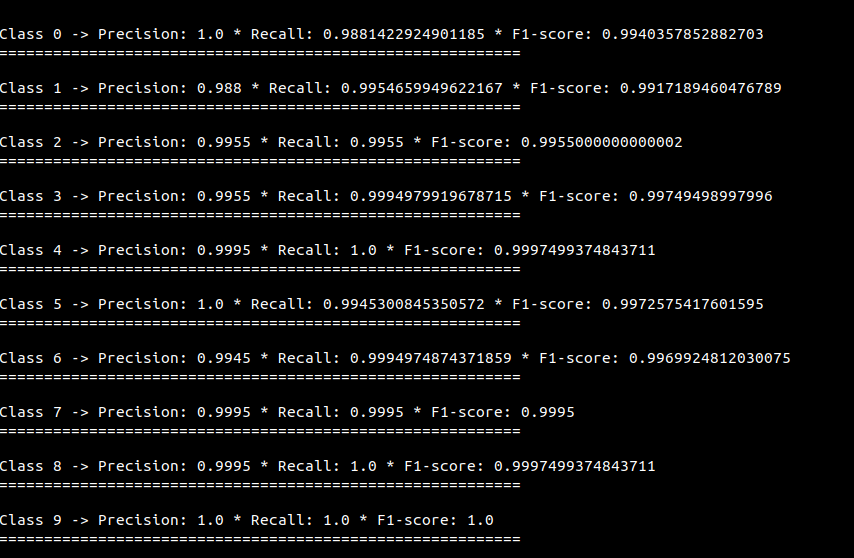 Class 0 -> Precision: 1.0 * Recall: 0.9881422924901185 * F1-score: 0.9940357852882703
==========================================================
Class 1 -> Precision: 0.988 * Recall: 0.9954659949622167 * F1-score: 0.9917189460476789
==========================================================
Class 2 -> Precision: 0.9955 * Recall: 0.9955 * F1-score: 0.9955000000000002
==========================================================
Class 3 -> Precision: 0.9955 * Recall: 0.9994979919678715 * F1-score: 0.99749498997996
==========================================================
Class 4 -> Precision: 0.9995 * Recall: 1.0 * F1-score: 0.9997499374843711
==========================================================
Class 5 -> Precision: 1.0 * Recall: 0.9945300845350572 * F1-score: 0.9972575417601595
==========================================================
Class 6 -> Precision: 0.9945 * Recall: 0.9994974874371859 * F1-score: 0.9969924812030075
==========================================================
Class 7 -> Precision: 0.9995 * Recall: 0.9995 * F1-score: 0.9995
==========================================================
Class 8 -> Precision: 0.9995 * Recall: 1.0 * F1-score: 0.9997499374843711
==========================================================
Class 9 -> Precision: 1.0 * Recall: 1.0 * F1-score: 1.0
==========================================================